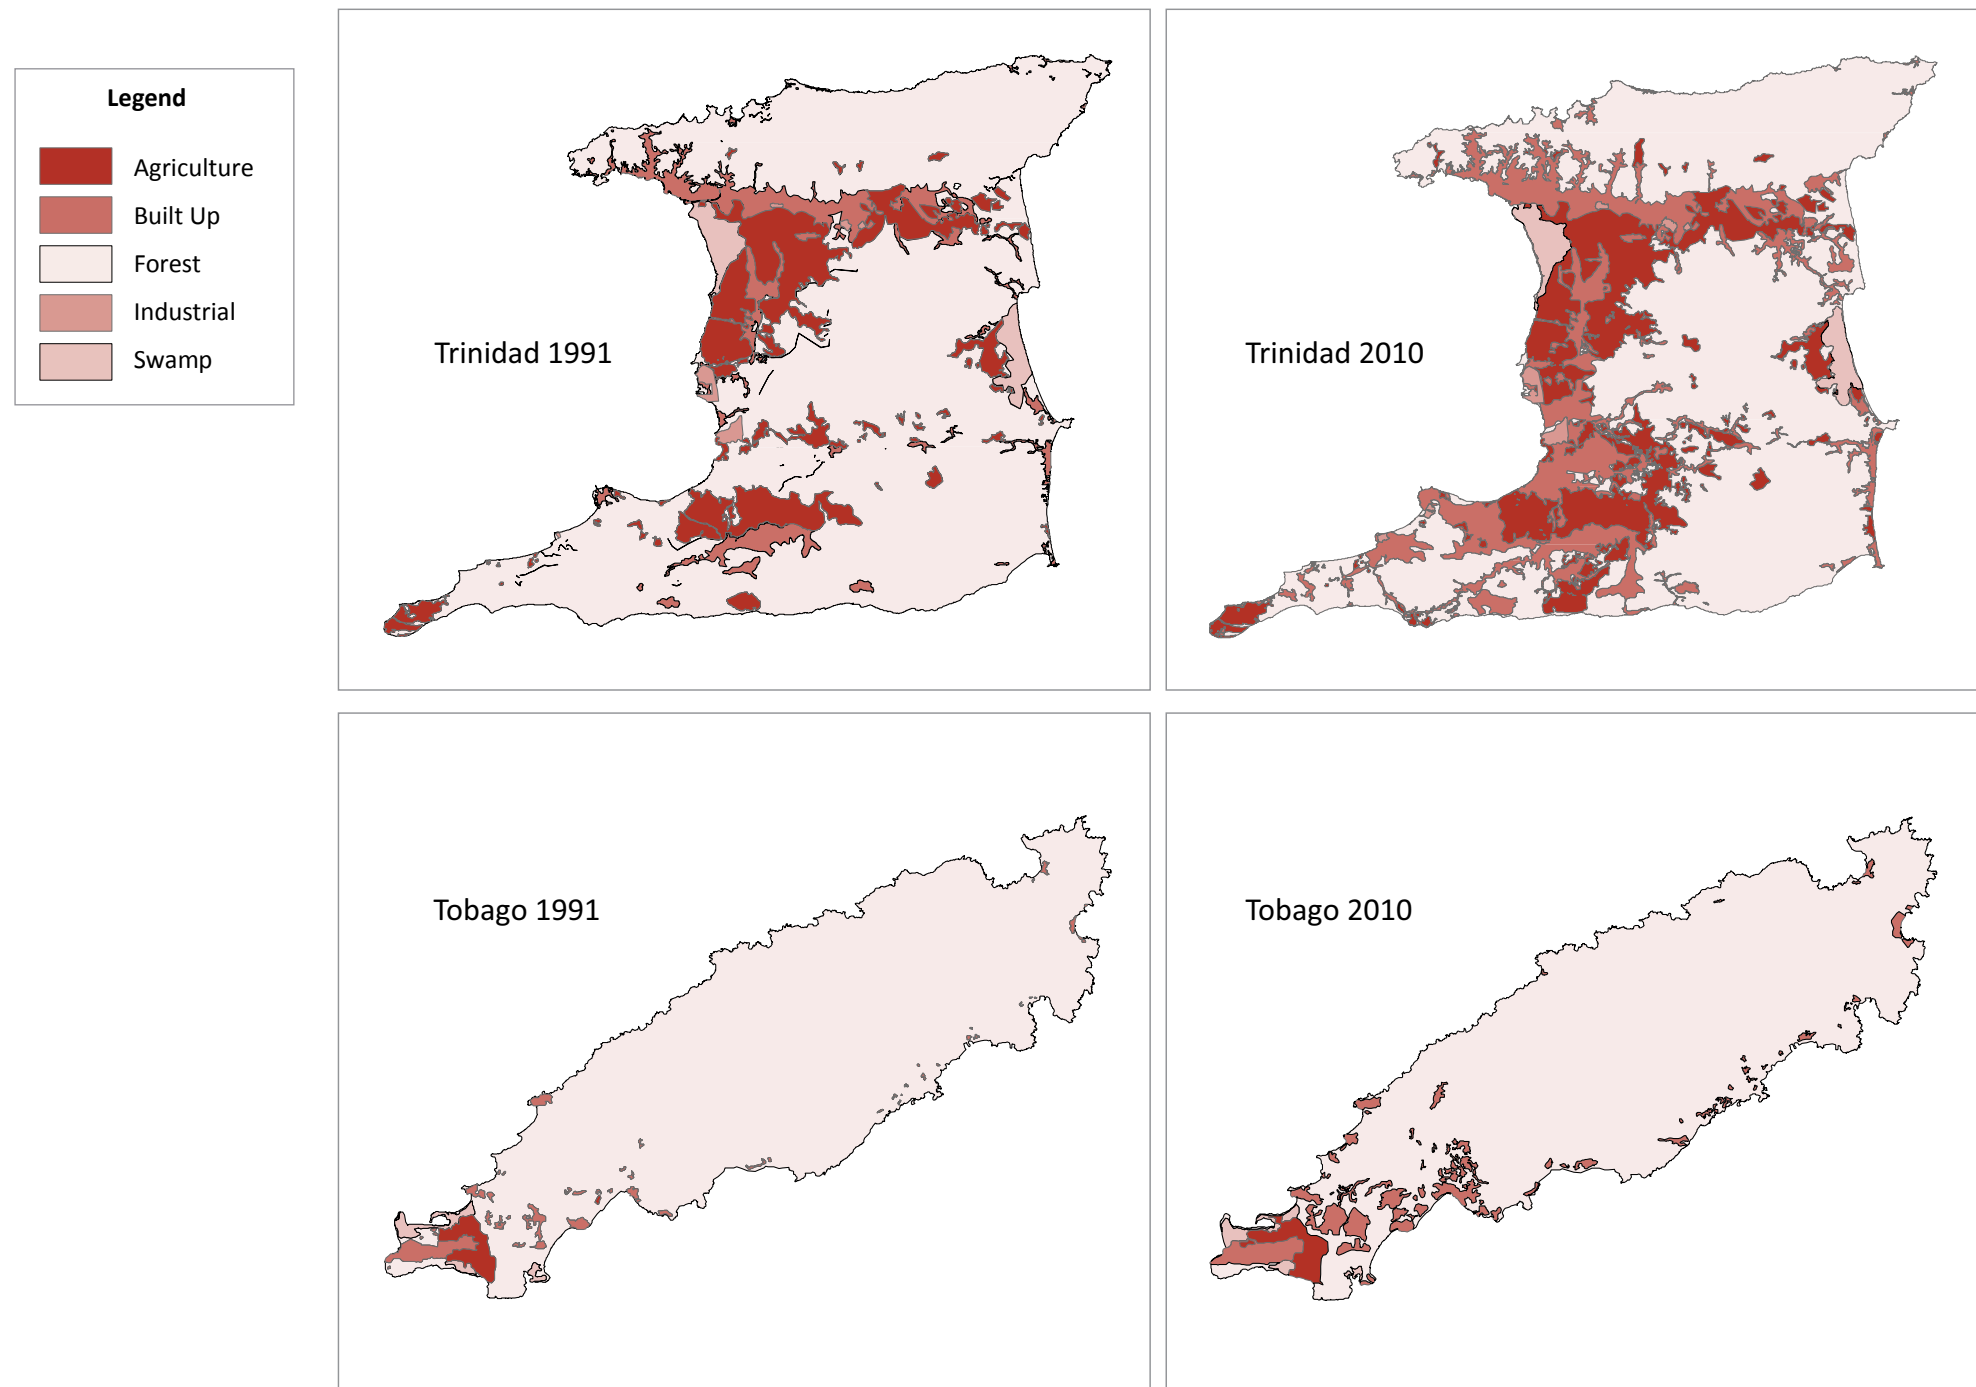 Legend
Agriculture
Built Up
Forest
Industrial
Swamp
Trinidad 1991
Trinidad 2010
Tobago 1991
Tobago 2010